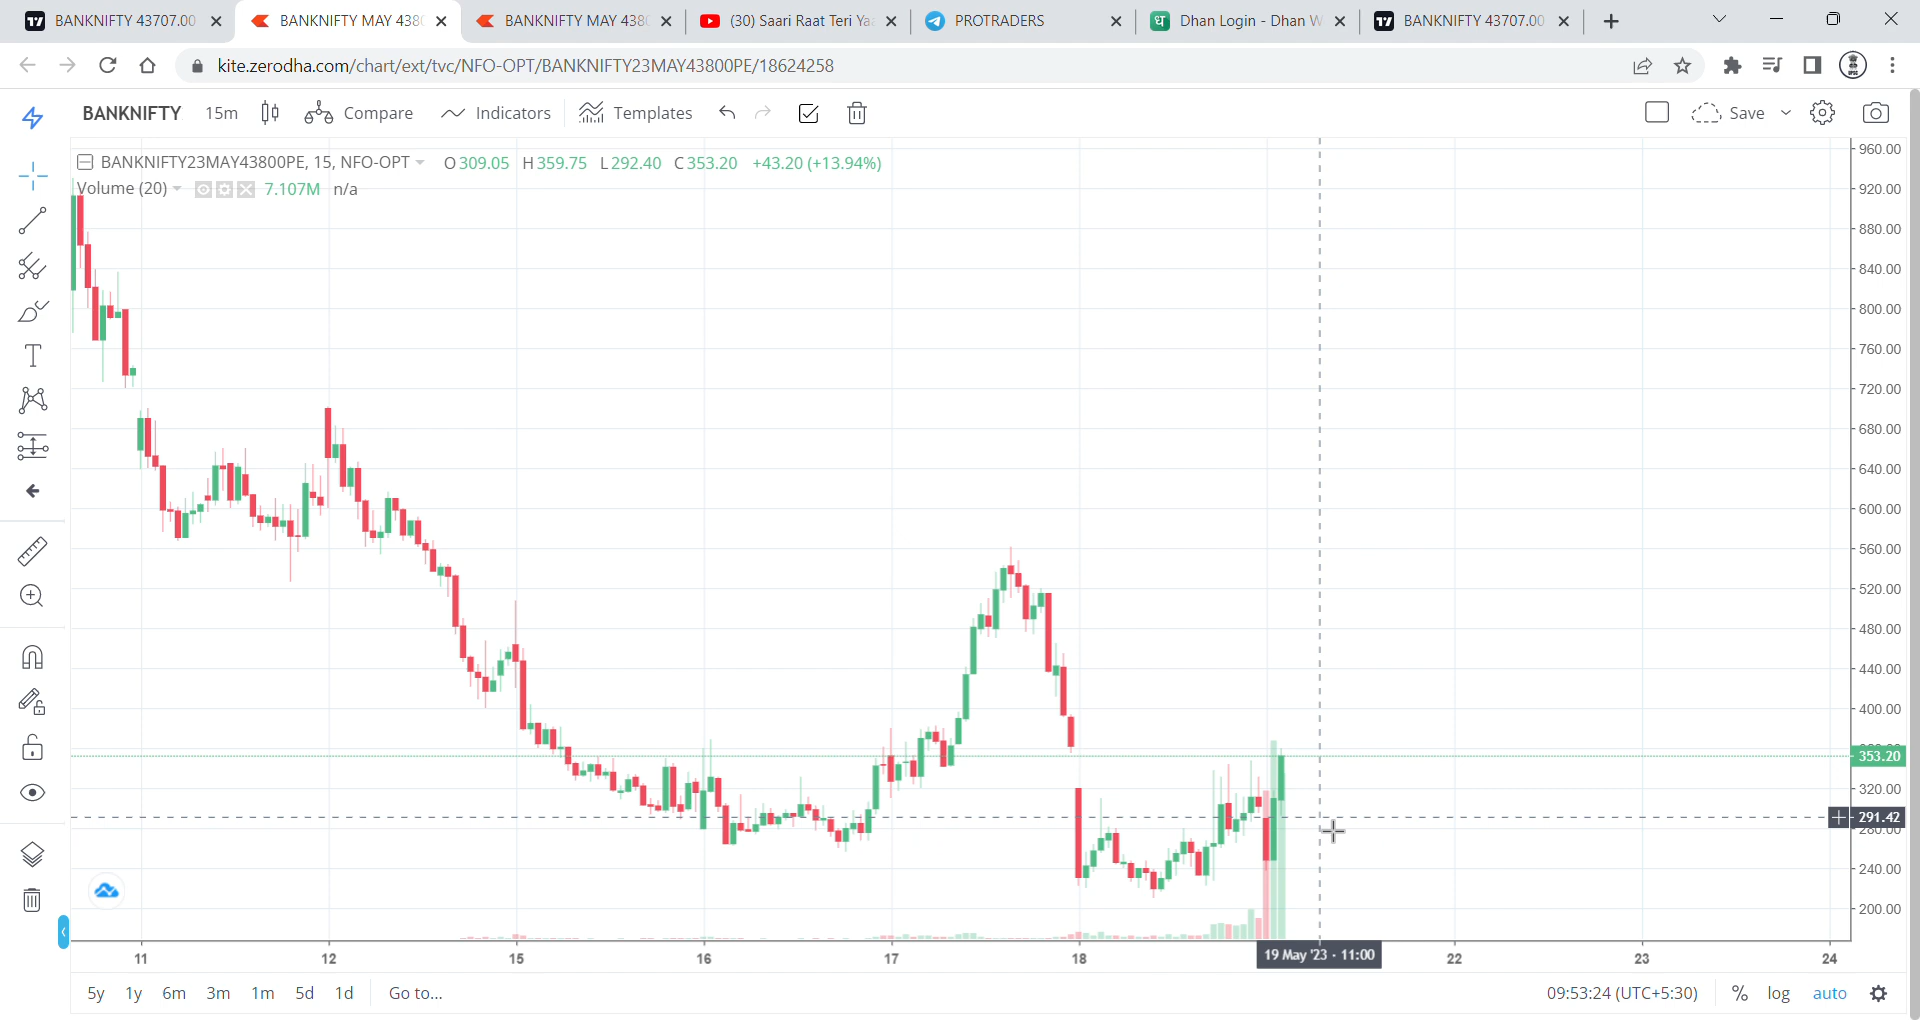 BANKNIFTY 43707.00
BANKNIFTY MAY 438
BANKNIFTY MAY 438
(30) Saari Raat Teri Ya
PROTRADERS
Dhan Login - Dhan W
BANKNIFTY 43707.00
kite.zerodha.com/chart/ext/tvc/NFO-OPT/BANKNIFTY23MAY43800PE/18624258
BANKNIFTY 15m Compare Indicators Templates Save
BANKNIFTY23MAY43800PE, 15, NFO-OPT O309.05 H359.75 L292.40 C353.20 +43.20 (+13.94%)
Volume (20) 7.107M n/a
960.00
920.00
880.00
840.00
800.00
760.00
720.00
680.00
640.00
600.00
560.00
520.00
480.00
440.00
400.00
353.20
320.00
291.42
240.00
200.00
11 12 15 16 17 18 19 May '23 - 11:00 22 23 24
5y 1y 6m 3m 1m 5d 1d Go to... 09:53:24 (UTC+5:30) % log auto